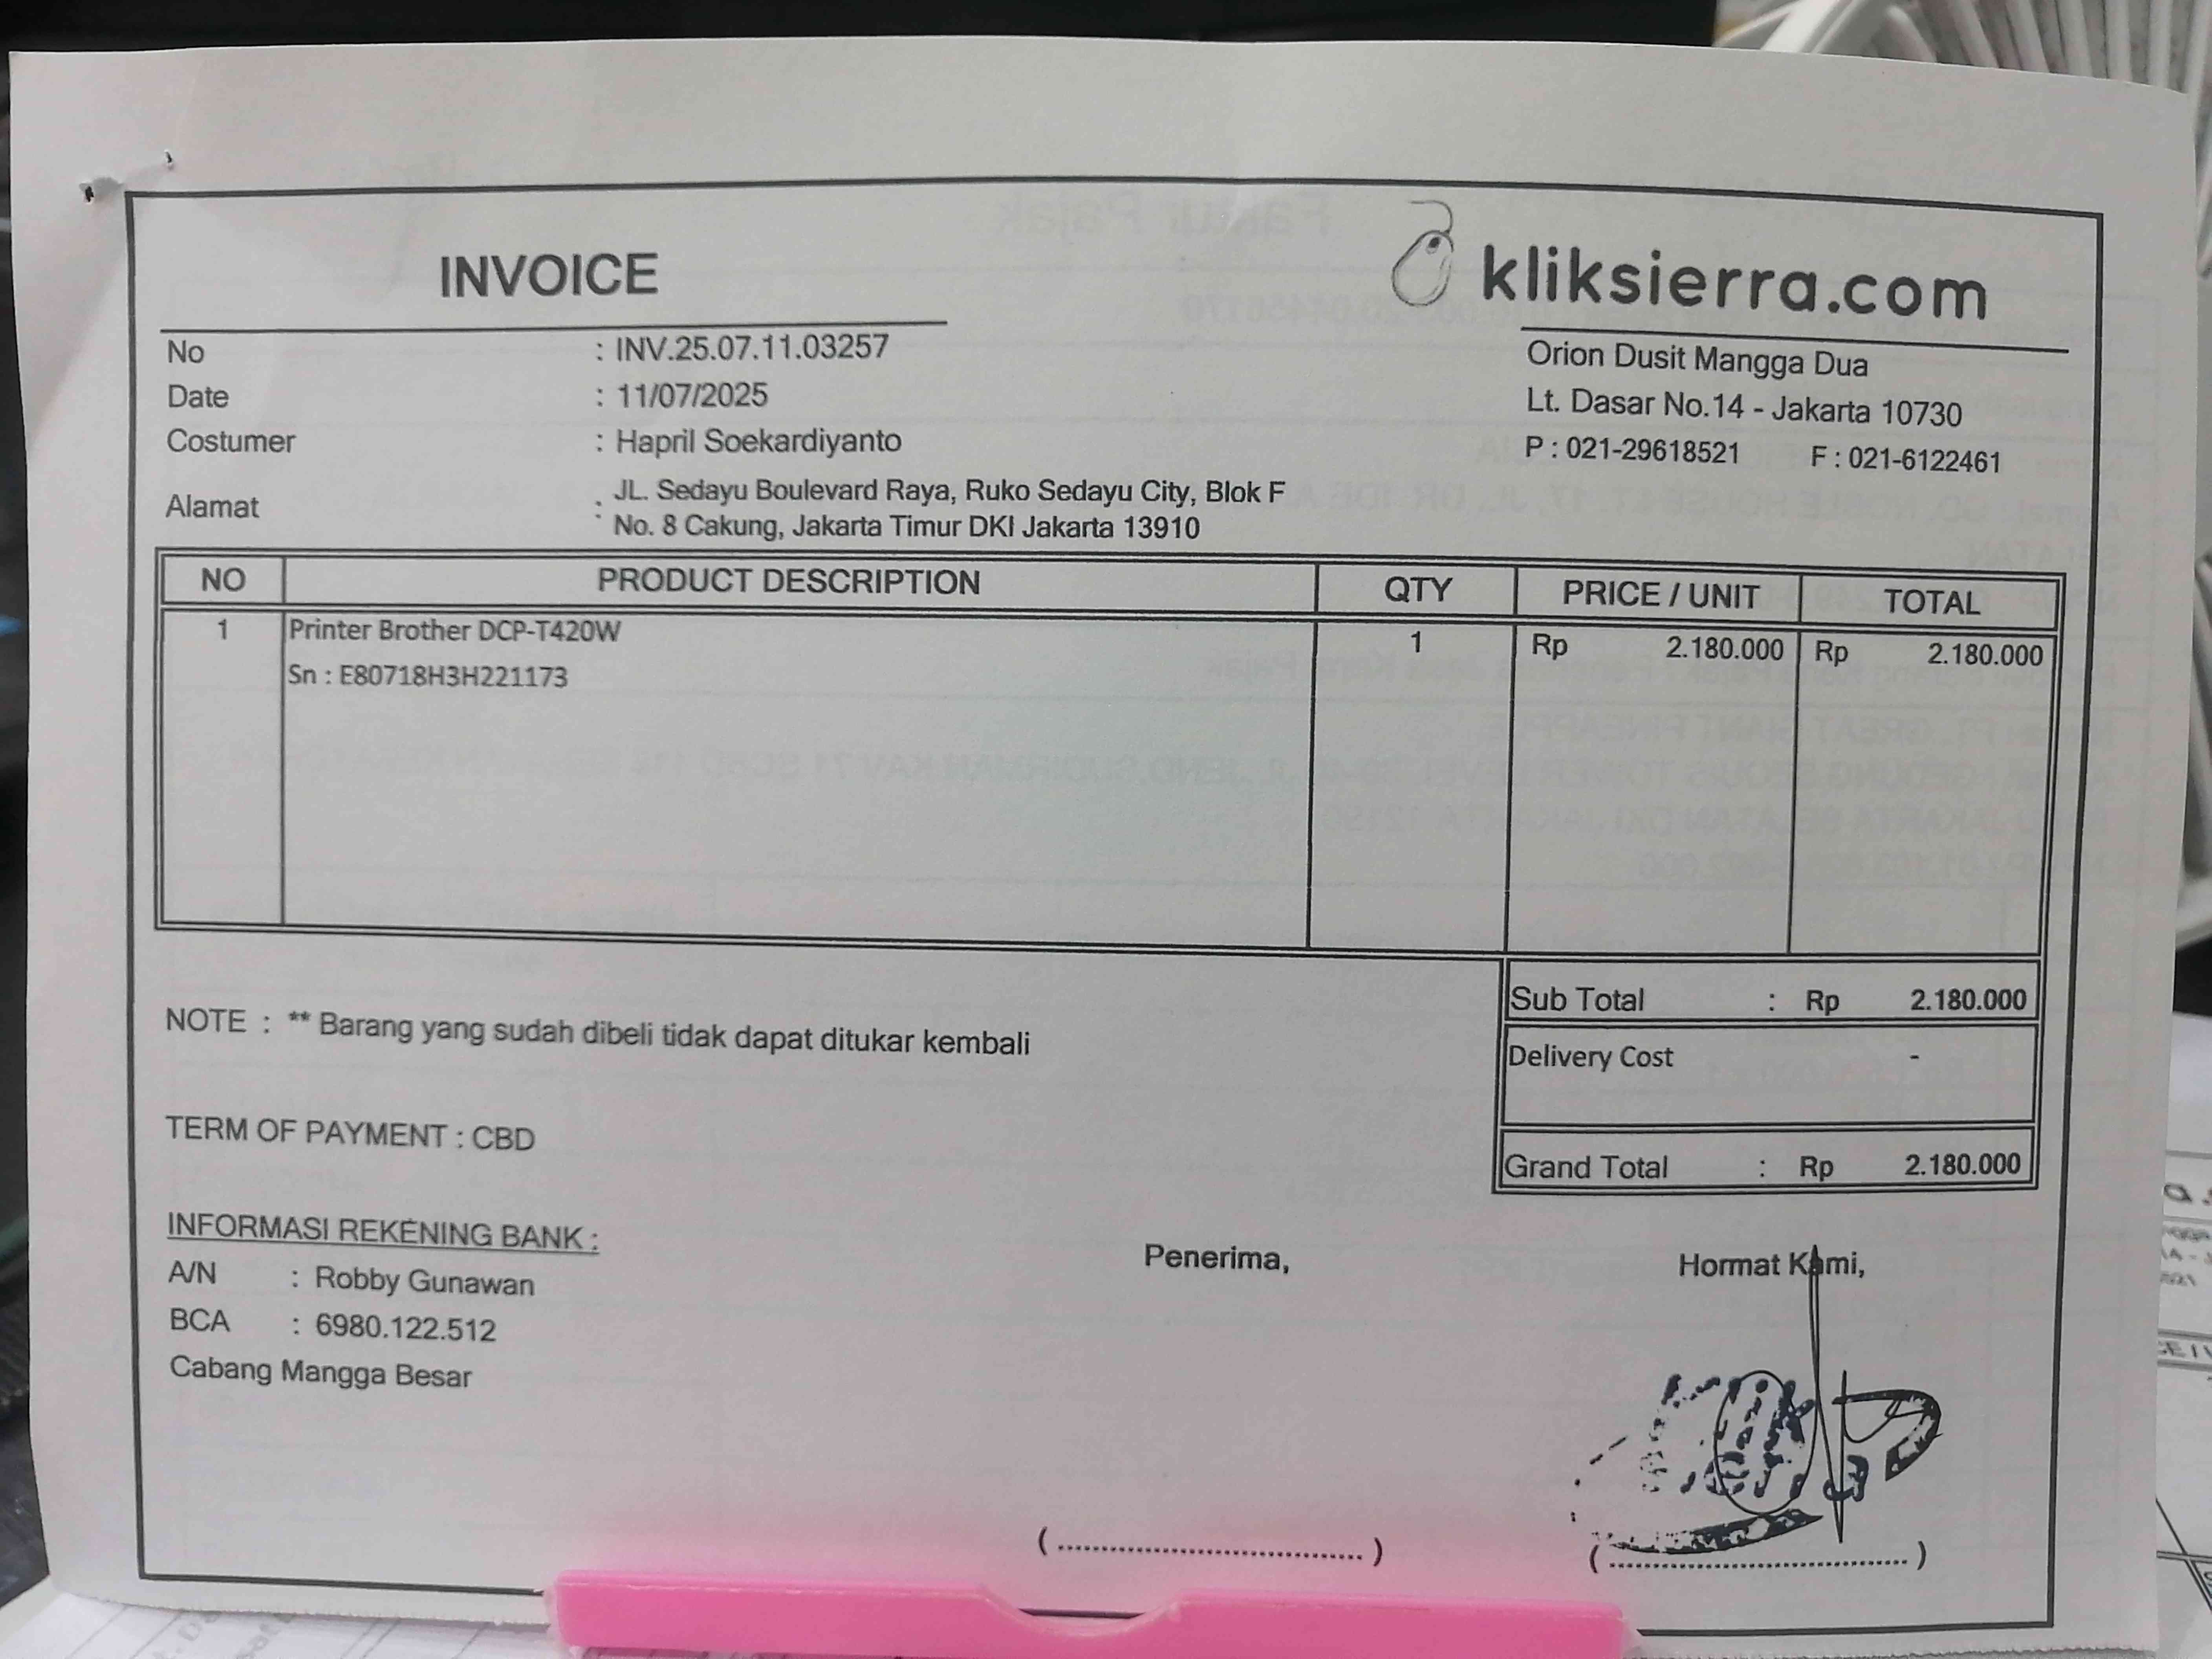 INVOICE
kliksierra.com
Orion Dusit Mangga Dua
Lt. Dasar No.14 - Jakarta 10730
P : 021-29618521 F : 021-6122461
No : INV.25.07.11.03257
Date : 11/07/2025
Costumer : Hapril Soekardiyanto
Alamat : JL. Sedayu Boulevard Raya, Ruko Sedayu City, Blok F
No. 8 Cakung, Jakarta Timur DKI Jakarta 13910
NO PRODUCT DESCRIPTION QTY PRICE / UNIT TOTAL
1 Printer Brother DCP-T420W 1 Rp 2.180.000 Rp 2.180.000
Sn : E80718H3H221173
Sub Total : Rp 2.180.000
NOTE : ** Barang yang sudah dibeli tidak dapat ditukar kembali
Delivery Cost -
TERM OF PAYMENT : CBD
Grand Total : Rp 2.180.000
INFORMASI REKENING BANK :
A/N : Robby Gunawan
BCA : 6980.122.512
Cabang Mangga Besar
Penerima,
Hormat Kami,
(....................................)
(....................................)